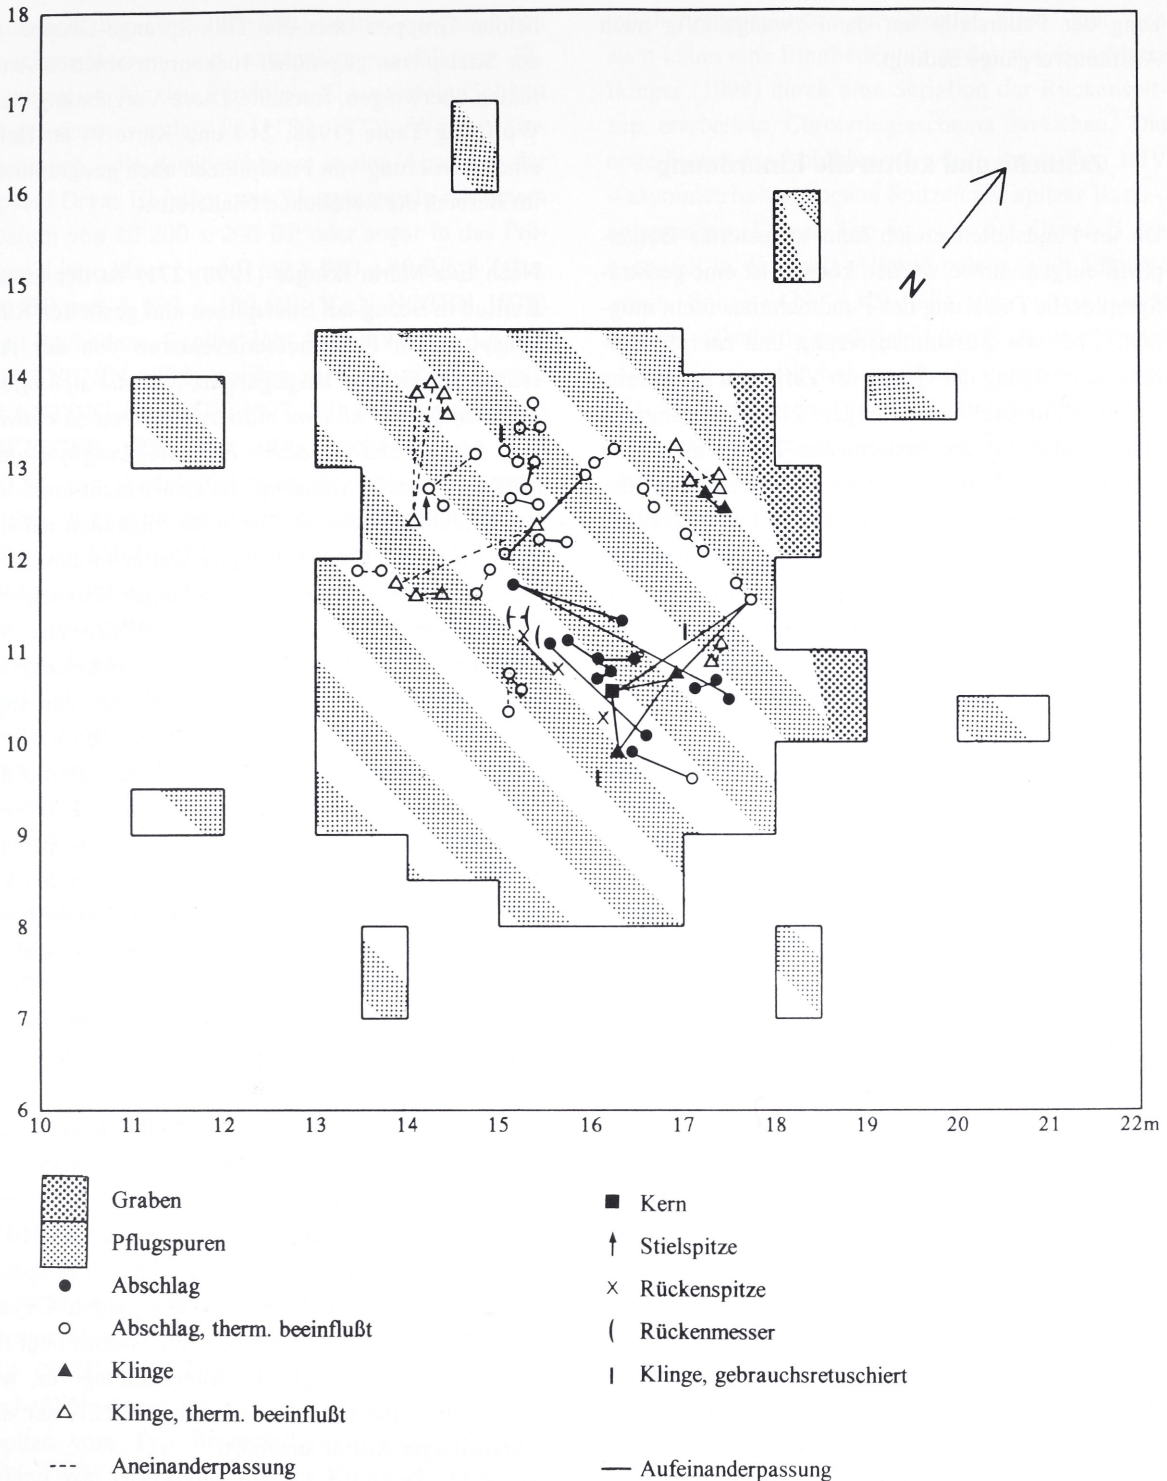 18
17
16
15
14
13
12
11
10
9
8
7
6
N
10 11 12 13 14 15 16 17 18 19 20 21 22m
Graben
Pflugspuren
Abschlag
Abschlag, therm. beeinflußt
Klinge
Klinge, therm. beeinflußt
Aneinanderpassung
Kern
Stielspitze
Rückenspitze
Rückenmesser
Klinge, gebrauchsretuschiert
Aufeinanderpassung